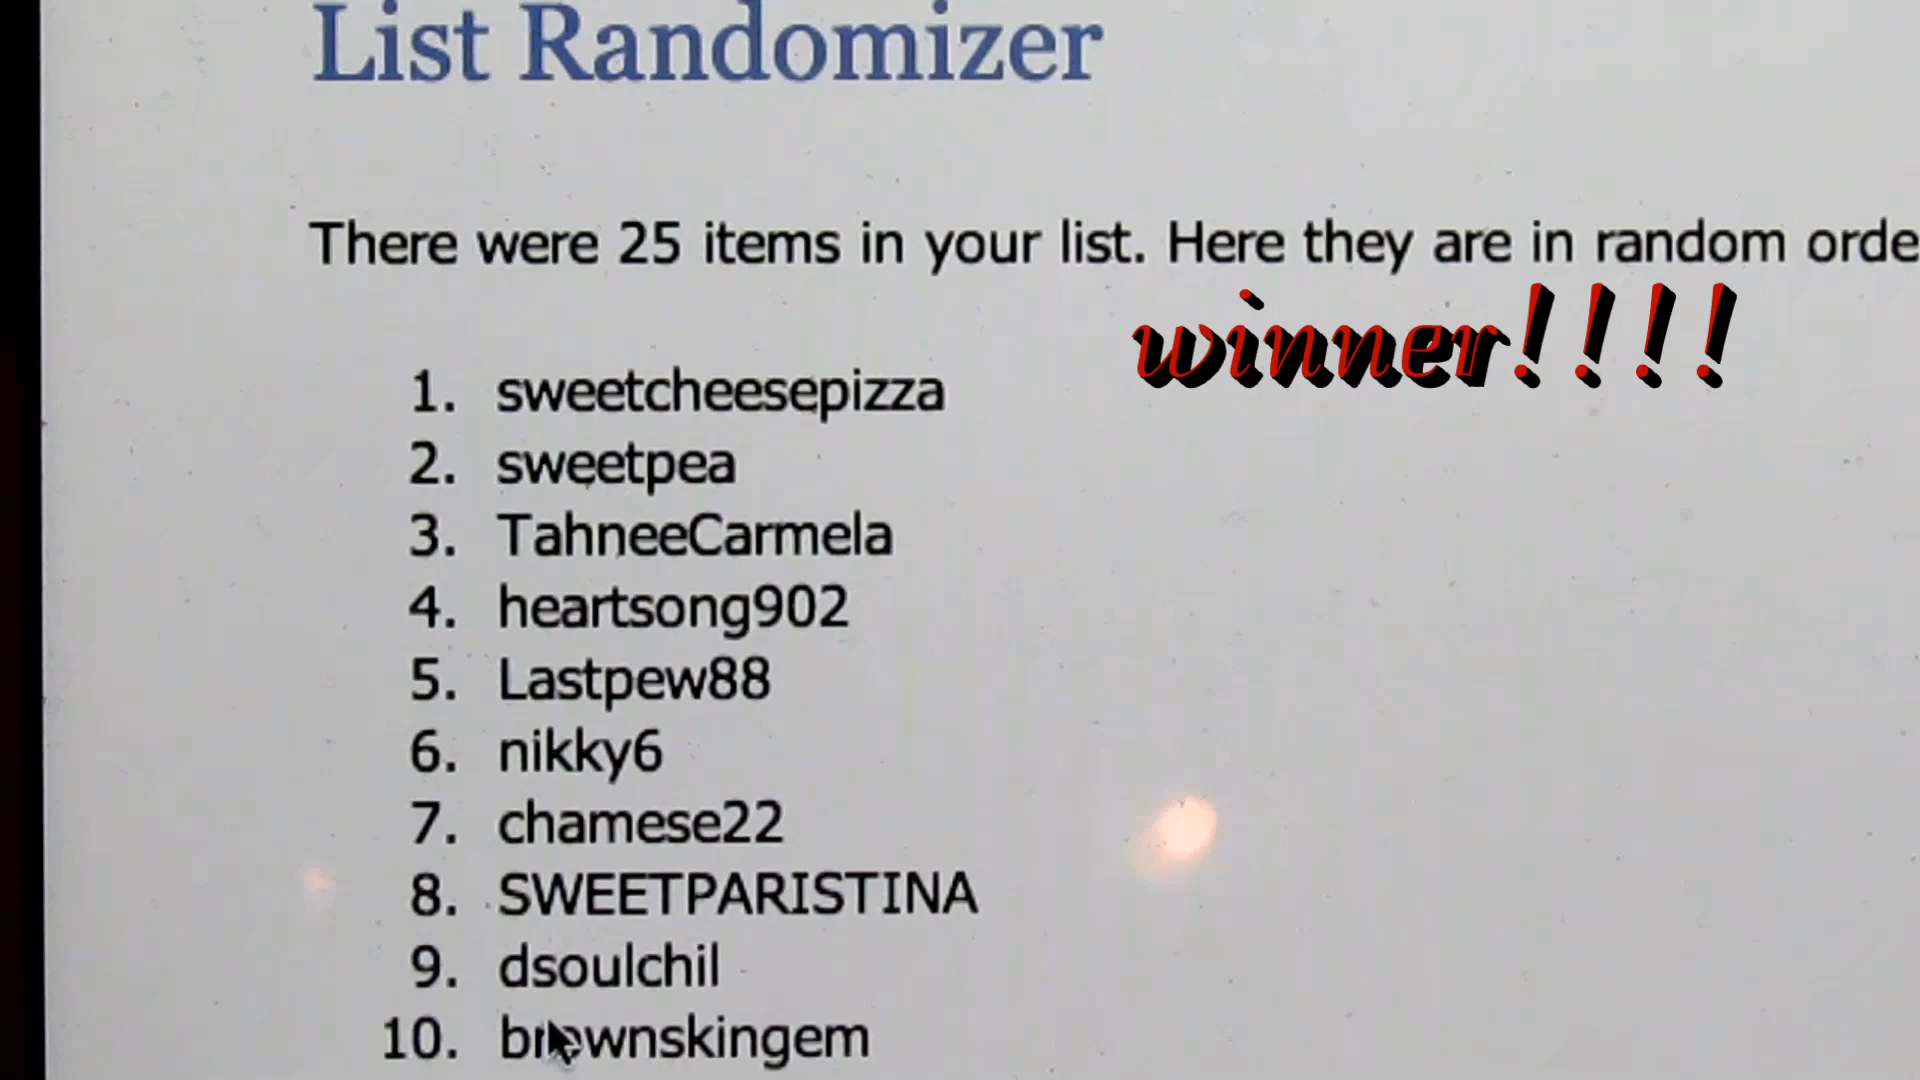 List Randomizer
There were 25 items in your list. Here they are in random orde
winner!!!!
1. sweetcheesepizza
2. sweetpea
3. TahneeCarmela
4. heartsong902
5. Lastpew88
6. nikky6
7. chamese22
8. SWEETPARISTINA
9. dsoulchil
10. brownskingem